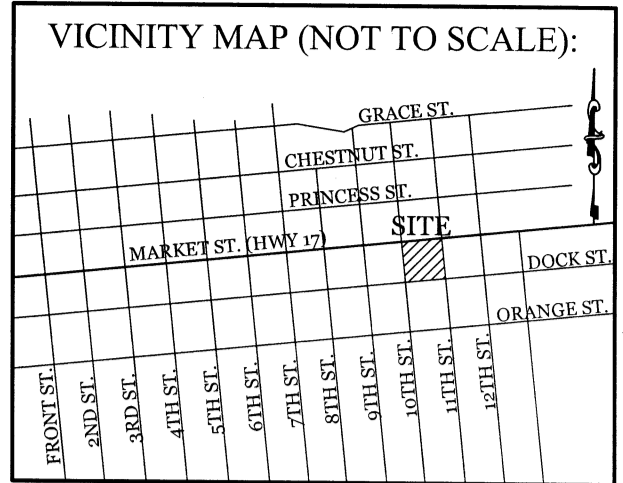 VICINITY MAP (NOT TO SCALE):
GRACE ST.
CHESTNUT ST.
PRINCESS ST.
SITE
MARKET ST. (HWY 17)
DOCK ST.
ORANGE ST.
FRONT ST.
2ND ST.
3RD ST.
4TH ST.
5TH ST.
6TH ST.
7TH ST.
8TH ST.
9TH ST.
10TH ST.
11TH ST.
12TH ST.